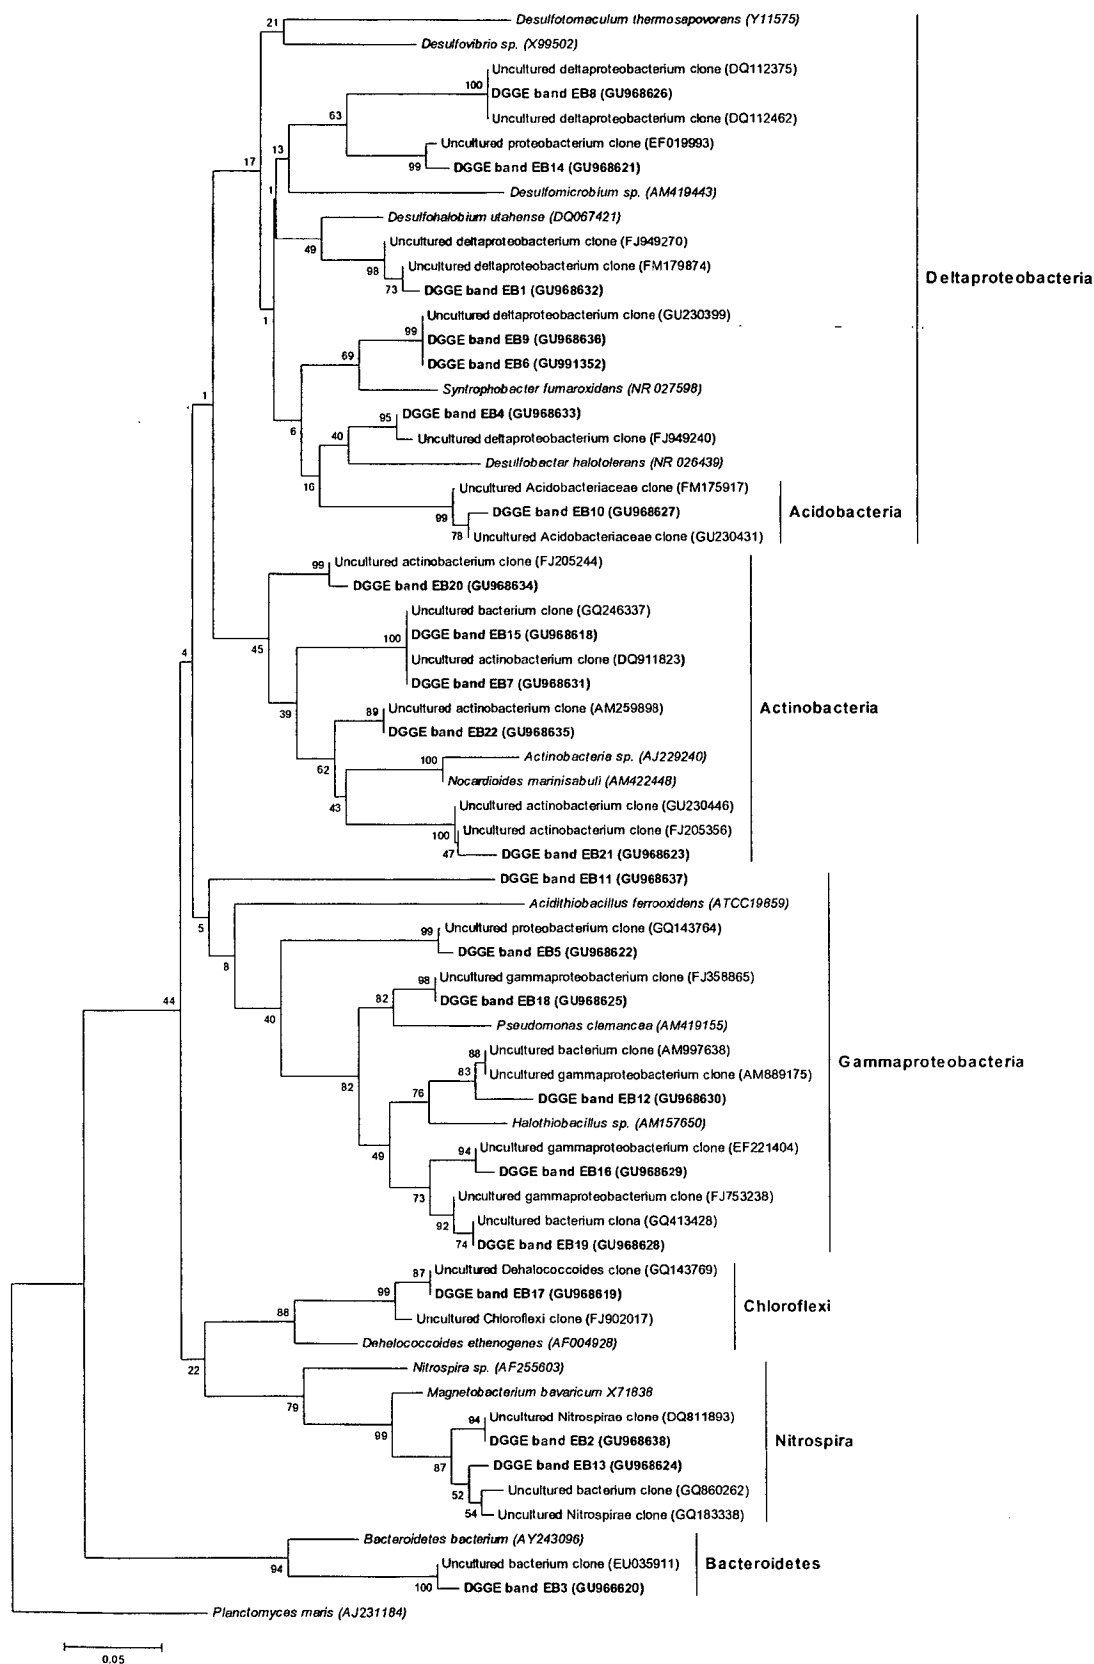 Desulfotomaculum thermosapovorans (Y11575)
21
Desulfovibrio sp. (X99502)
Uncultured deltaproteobacterium clone (DQ112375)
100
DGGE band EB8 (GU968626)
Uncultured deltaproteobacterium clone (DQ112462)
63
Uncultured proteobacterium clone (EF019993)
13
99
DGGE band EB14 (GU968621)
17
Desulfomicrobium sp. (AM419443)
1
Desulfohalobium utahense (DQ067421)
49
Uncultured deltaproteobacterium clone (FJ949270)
98
Uncultured deltaproteobacterium clone (FM179874)
73
DGGE band EB1 (GU968632)
Deltaproteobacteria
1
Uncultured deltaproteobacterium clone (GU230399)
99
DGGE band EB9 (GU968636)
69
DGGE band EB6 (GU991352)
Syntrophobacter fumaroxidans (NR 027598)
1
95
DGGE band EB4 (GU968633)
6
40
Uncultured deltaproteobacterium clone (FJ949240)
Desulfobactar halotolerans (NR 026439)
16
Uncultured Acidobacteriaceae clone (FM175917)
99
DGGE band EB10 (GU968627)
Acidobacteria
78
Uncultured Acidobacteriaceae clone (GU230431)
99
Uncultured actinobacterium clone (FJ205244)
DGGE band EB20 (GU968634)
Uncultured bacterium clone (GQ246337)
100
DGGE band EB15 (GU968618)
45
4
Uncultured actinobacterium clone (DQ911823)
DGGE band EB7 (GU968631)
39
89
Uncultured actinobacterium clone (AM259898)
Actinobacteria
DGGE band EB22 (GU968635)
62
100
Actinobacteria sp. (AJ229240)
Nocardioides marinisabuli (AM422448)
43
Uncultured actinobacterium clone (GU230446)
100
Uncultured actinobacterium clone (FJ205356)
47
DGGE band EB21 (GU968623)
DGGE band EB11 (GU968637)
Acidithiobacillus ferrooxidens (ATCC19859)
5
99
Uncultured proteobacterium clone (GQ143764)
8
DGGE band EB5 (GU968622)
98
Uncultured gammaproteobacterium clone (FJ358865)
44
82
DGGE band EB18 (GU968625)
40
Pseudomonas clemancea (AM419155)
88
Uncultured bacterium clone (AM997638)
Gammaproteobacteria
83
Uncultured gammaproteobacterium clone (AM889175)
82
76
DGGE band EB12 (GU968630)
Halothiobacillus sp. (AM157650)
49
94
Uncultured gammaproteobacterium clone (EF221404)
DGGE band EB16 (GU968629)
73
Uncultured gammaproteobacterium clone (FJ753238)
92
Uncultured bacterium clona (GQ413428)
74
DGGE band EB19 (GU968628)
87
Uncultured Dehalococcoides clone (GQ143769)
99
DGGE band EB17 (GU968619)
Chloroflexi
88
Uncultured Chloroflexi clone (FJ902017)
Dehelococcoides ethenogenes (AF004928)
22
Nitrospira sp. (AF255603)
79
Magnetobacterium bavaricum X71838
94
Uncultured Nitrospirae clone (DQ811893)
99
DGGE band EB2 (GU968638)
Nitrospira
87
DGGE band EB13 (GU968624)
52
Uncultured bacterium clone (GQ860262)
54
Uncultured Nitrospirae clone (GQ183338)
Bacteroidetes bacterium (AY243096)
94
Uncultured bacterium clone (EU035911)
Bacteroidetes
100
DGGE band EB3 (GU966620)
Planctomyces maris (AJ231184)
0.05